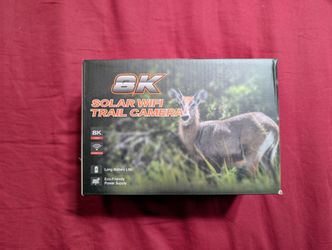 8K
SOLAR WIFI
TRAIL CAMERA
8K
Long Battery Life
Eco-Friendly
Power Supply